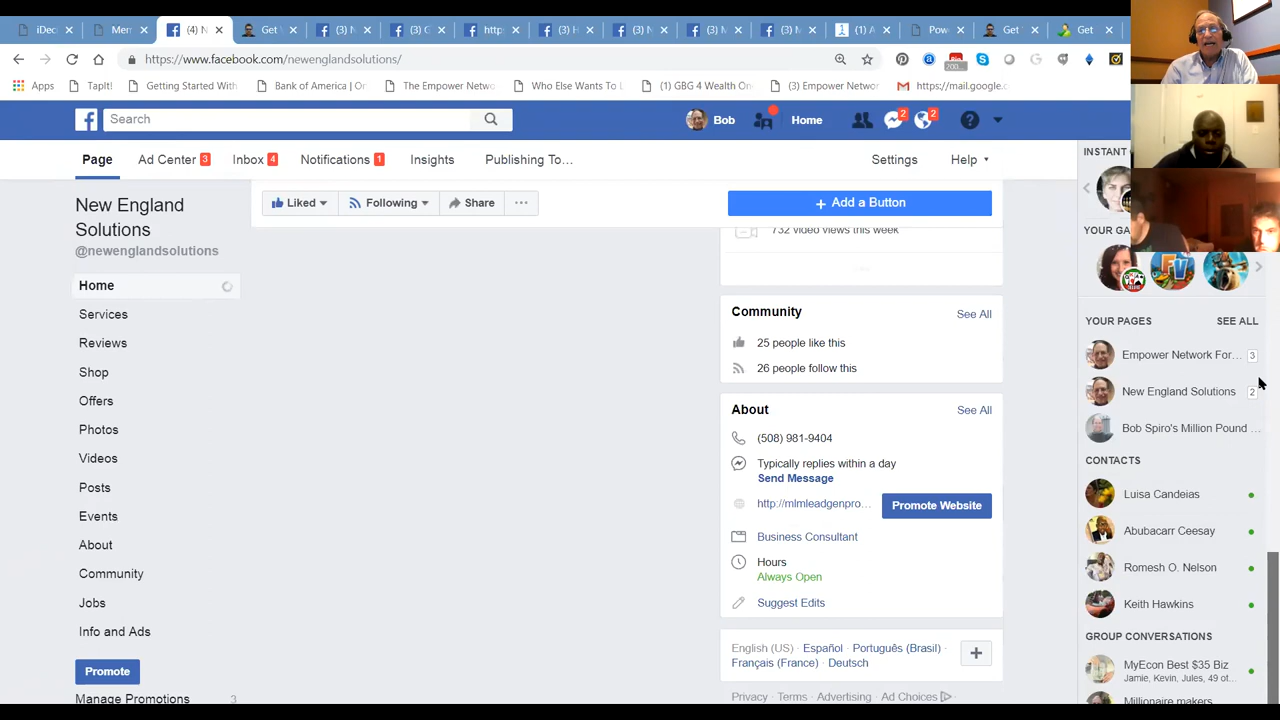 iDec
Men
(4) N
Get
(3) N
(3) G
http
(3) H
(3) N
(3) M
(3) M
(1) A
Pow
Get
Get
https://www.facebook.com/newenglandsolutions/
Apps
TapIt!
Getting Started With
Bank of America | On
The Empower Netwo
Who Else Wants To L
(1) GBG 4 Wealth On
(3) Empower Networ
https://mail.google.c
Search
Bob
Home
2
2
Page
Ad Center 3
Inbox 4
Notifications 1
Insights
Publishing To...
Settings
Help
New England
Solutions
@newenglandsolutions
Home
Services
Reviews
Shop
Offers
Photos
Videos
Posts
Events
About
Community
Jobs
Info and Ads
Promote
Manage Promotions 3
Liked
Following
Share
...
+ Add a Button
732 video views this week
Community
See All
25 people like this
26 people follow this
About
See All
(508) 981-9404
Typically replies within a day
Send Message
http://mlmleadgenpro...
Promote Website
Business Consultant
Hours
Always Open
Suggest Edits
English (US) · Español · Português (Brasil) ·
Français (France) · Deutsch
Privacy · Terms · Advertising · Ad Choices ·
INSTANT
YOUR GA
YOUR PAGES
SEE ALL
Empower Network For... 3
New England Solutions 2
Bob Spiro's Million Pound ...
CONTACTS
Luisa Candeias
Abubacarr Ceesay
Romesh O. Nelson
Keith Hawkins
GROUP CONVERSATIONS
MyEcon Best $35 Biz
Jamie, Kevin, Jules, 49 ot...
Millionaire makers